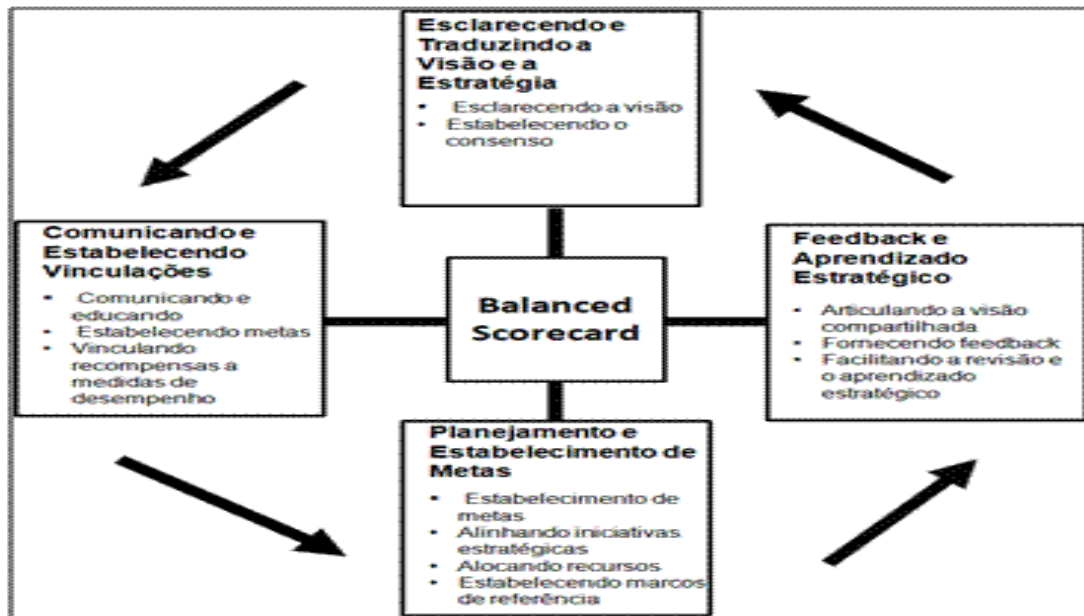 Esclarecendo e
Traduzindo a
Visão e a
Estratégia
• Esclarecendo a visão
• Estabelecendo o
consenso
Comunicando e
Estabelecendo
Vinculações
• Comunicando e
educando
• Estabelecendo metas
• Vinculando
recompensas a
medidas de
desempenho
Balanced
Scorecard
Feedback e
Aprendizado
Estratégico
• Articulando a visão
compartilhada
• Fornecendo feedback
• Facilitando a revisão e
o aprendizado
estratégico
Planejamento e
Estabelecimento de
Metas
• Estabelecimento de
metas
• Alinhando iniciativas
estratégicas
• Alocando recursos
• Estabelecendo marcos
de referência